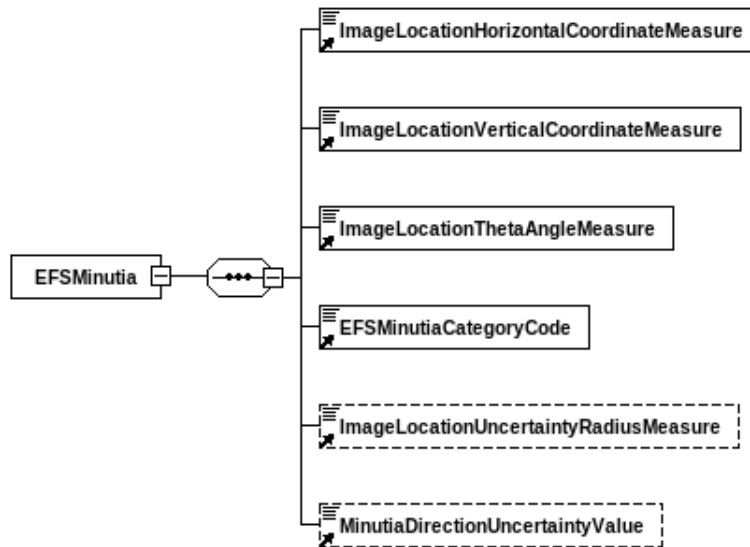 ImageLocationHorizontalCoordinateMeasure
ImageLocationVerticalCoordinateMeasure
ImageLocationThetaAngleMeasure
EFSMinutia
EFSMinutiaCategoryCode
ImageLocationUncertaintyRadiusMeasure
MinutiaDirectionUncertaintyValue